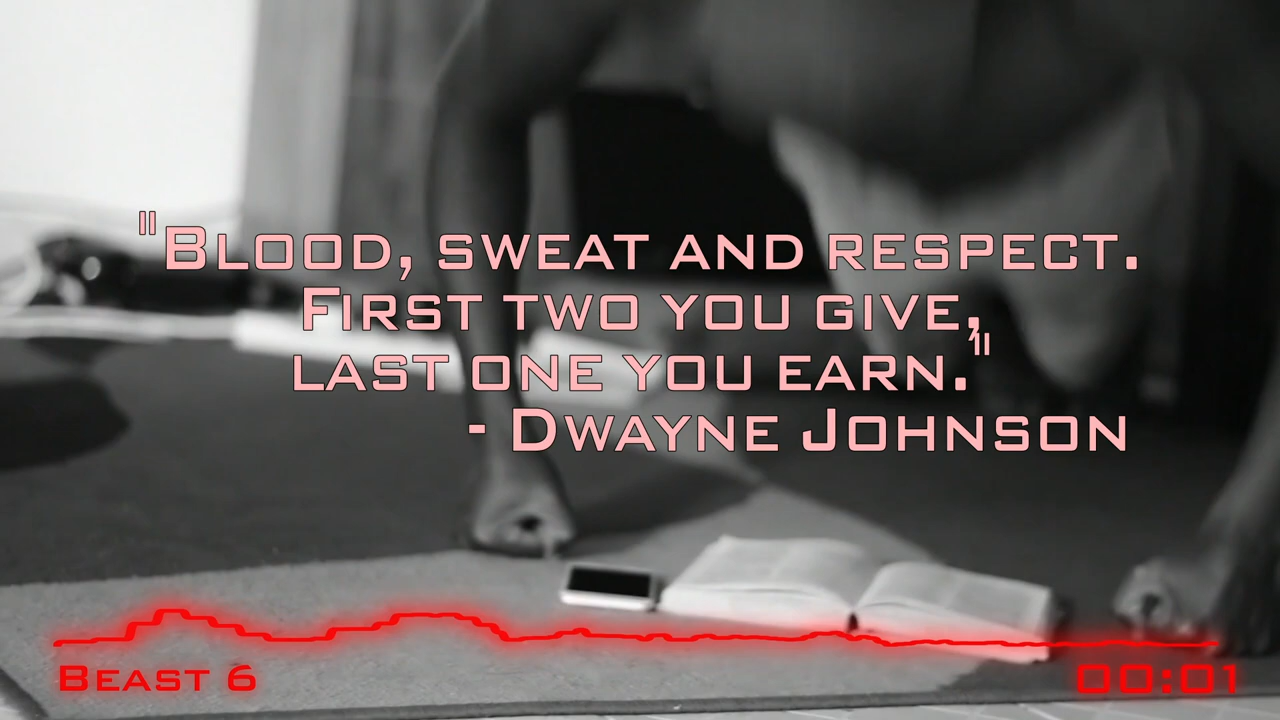 "Blood, sweat and respect.
First two you give,
last one you earn."
- Dwayne Johnson
Beast 6
00:01